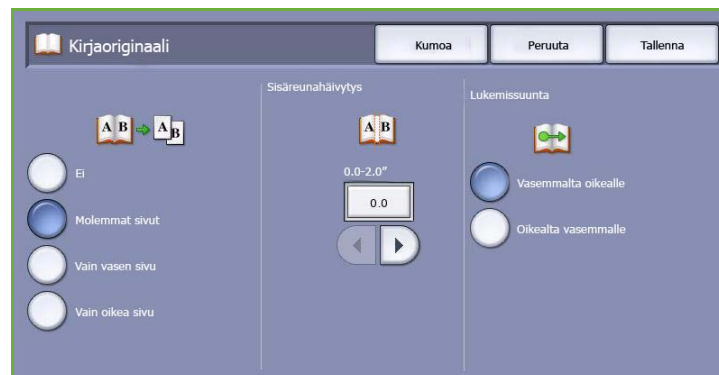 Kirjaoriginaali
Kumoa
Peruuta
Tallenna
A B A B
Ei
Molemmat sivut
Vain vasen sivu
Vain oikea sivu
Sisäreunahäivytys
A B
0.0-2.0"
0.0
Lukemissuunta
Vasemmalta oikealle
Oikealta vasemmalle